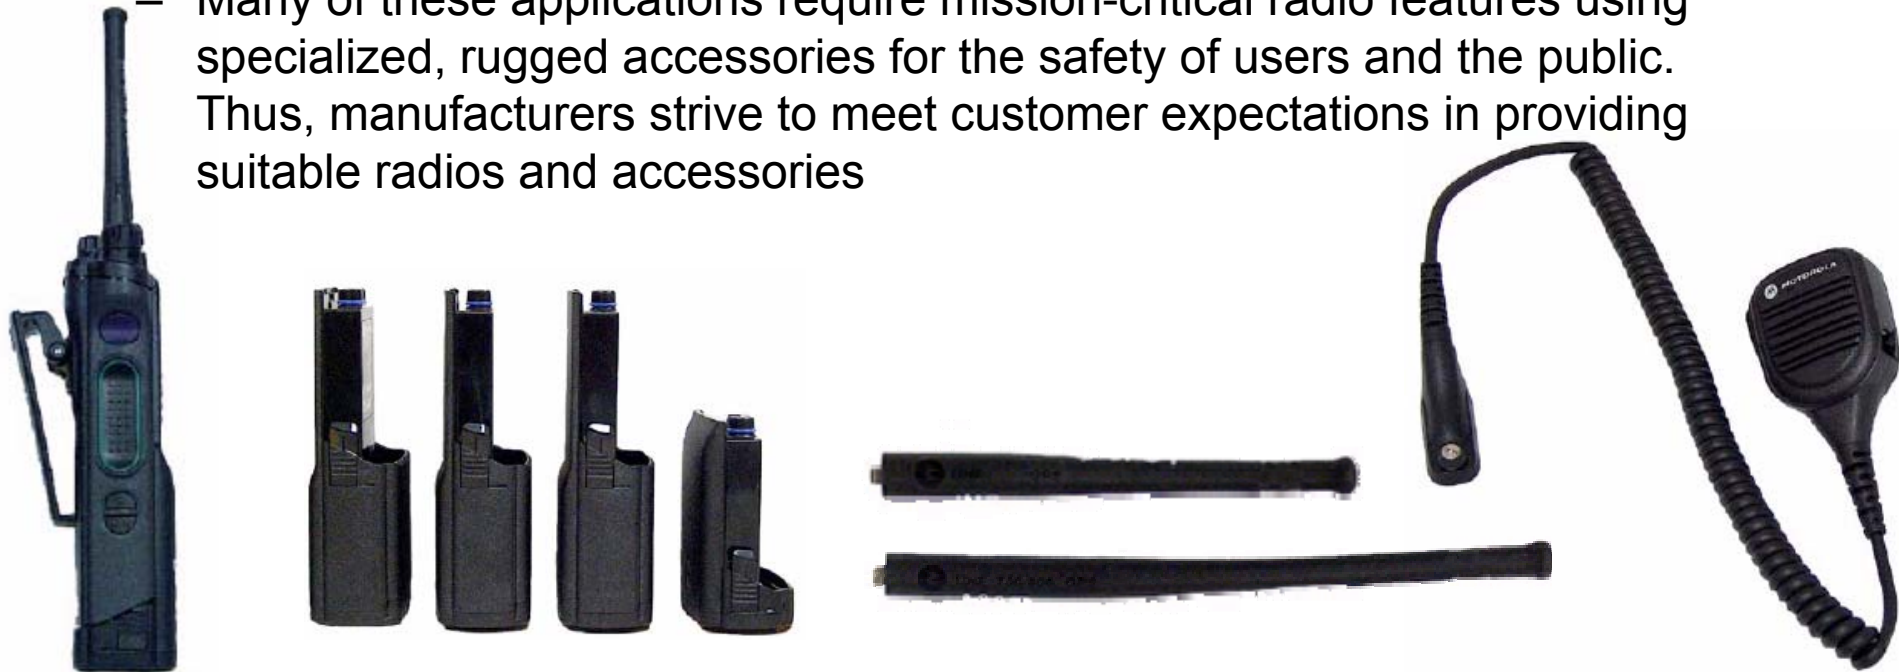 – Many of these applications require mission-critical radio features using
specialized, rugged accessories for the safety of users and the public.
Thus, manufacturers strive to meet customer expectations in providing
suitable radios and accessories
MOTOROLA